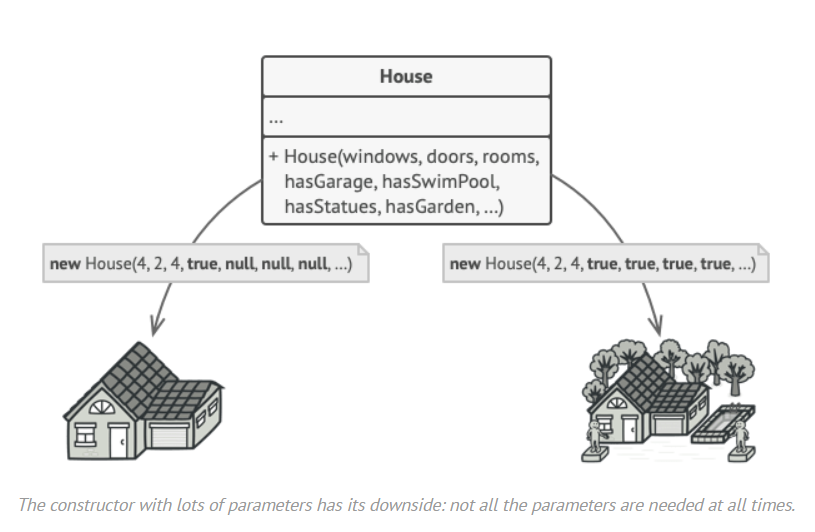 House
...
+ House(windows, doors, rooms,
hasGarage, hasSwimPool,
hasStatues, hasGarden, ...)
new House(4, 2, 4, true, null, null, null, ...)
new House(4, 2, 4, true, true, true, true, ...)
The constructor with lots of parameters has its downside: not all the parameters are needed at all times.